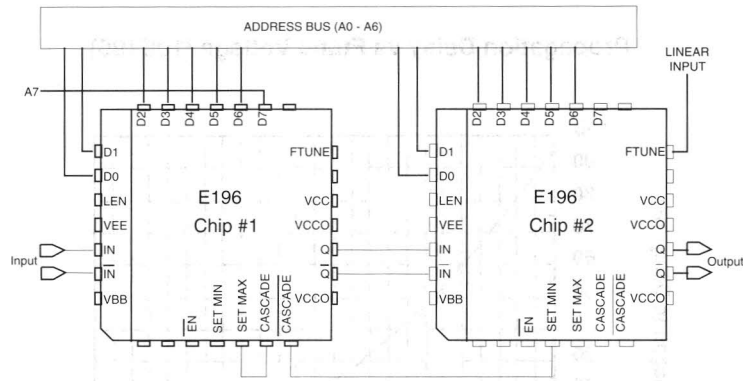 ADDRESS BUS (A0 - A6)
LINEAR
INPUT
A7
D2
D3
D4
D5
D6
D7
D2
D3
D4
D5
D6
D7
D1
FTUNE
D1
FTUNE
D0
D0
LEN
E196
VCC
LEN
E196
VCC
VEE
Chip #1
VCCO
VEE
Chip #2
VCCO
Input
IN
Q
IN
Q
Output
IN
Q
IN
Q
VBB
VCCO
VBB
VCCO
EN
SET MIN
SET MAX
CASCADE
CASCADE
EN
SET MIN
SET MAX
CASCADE
CASCADE